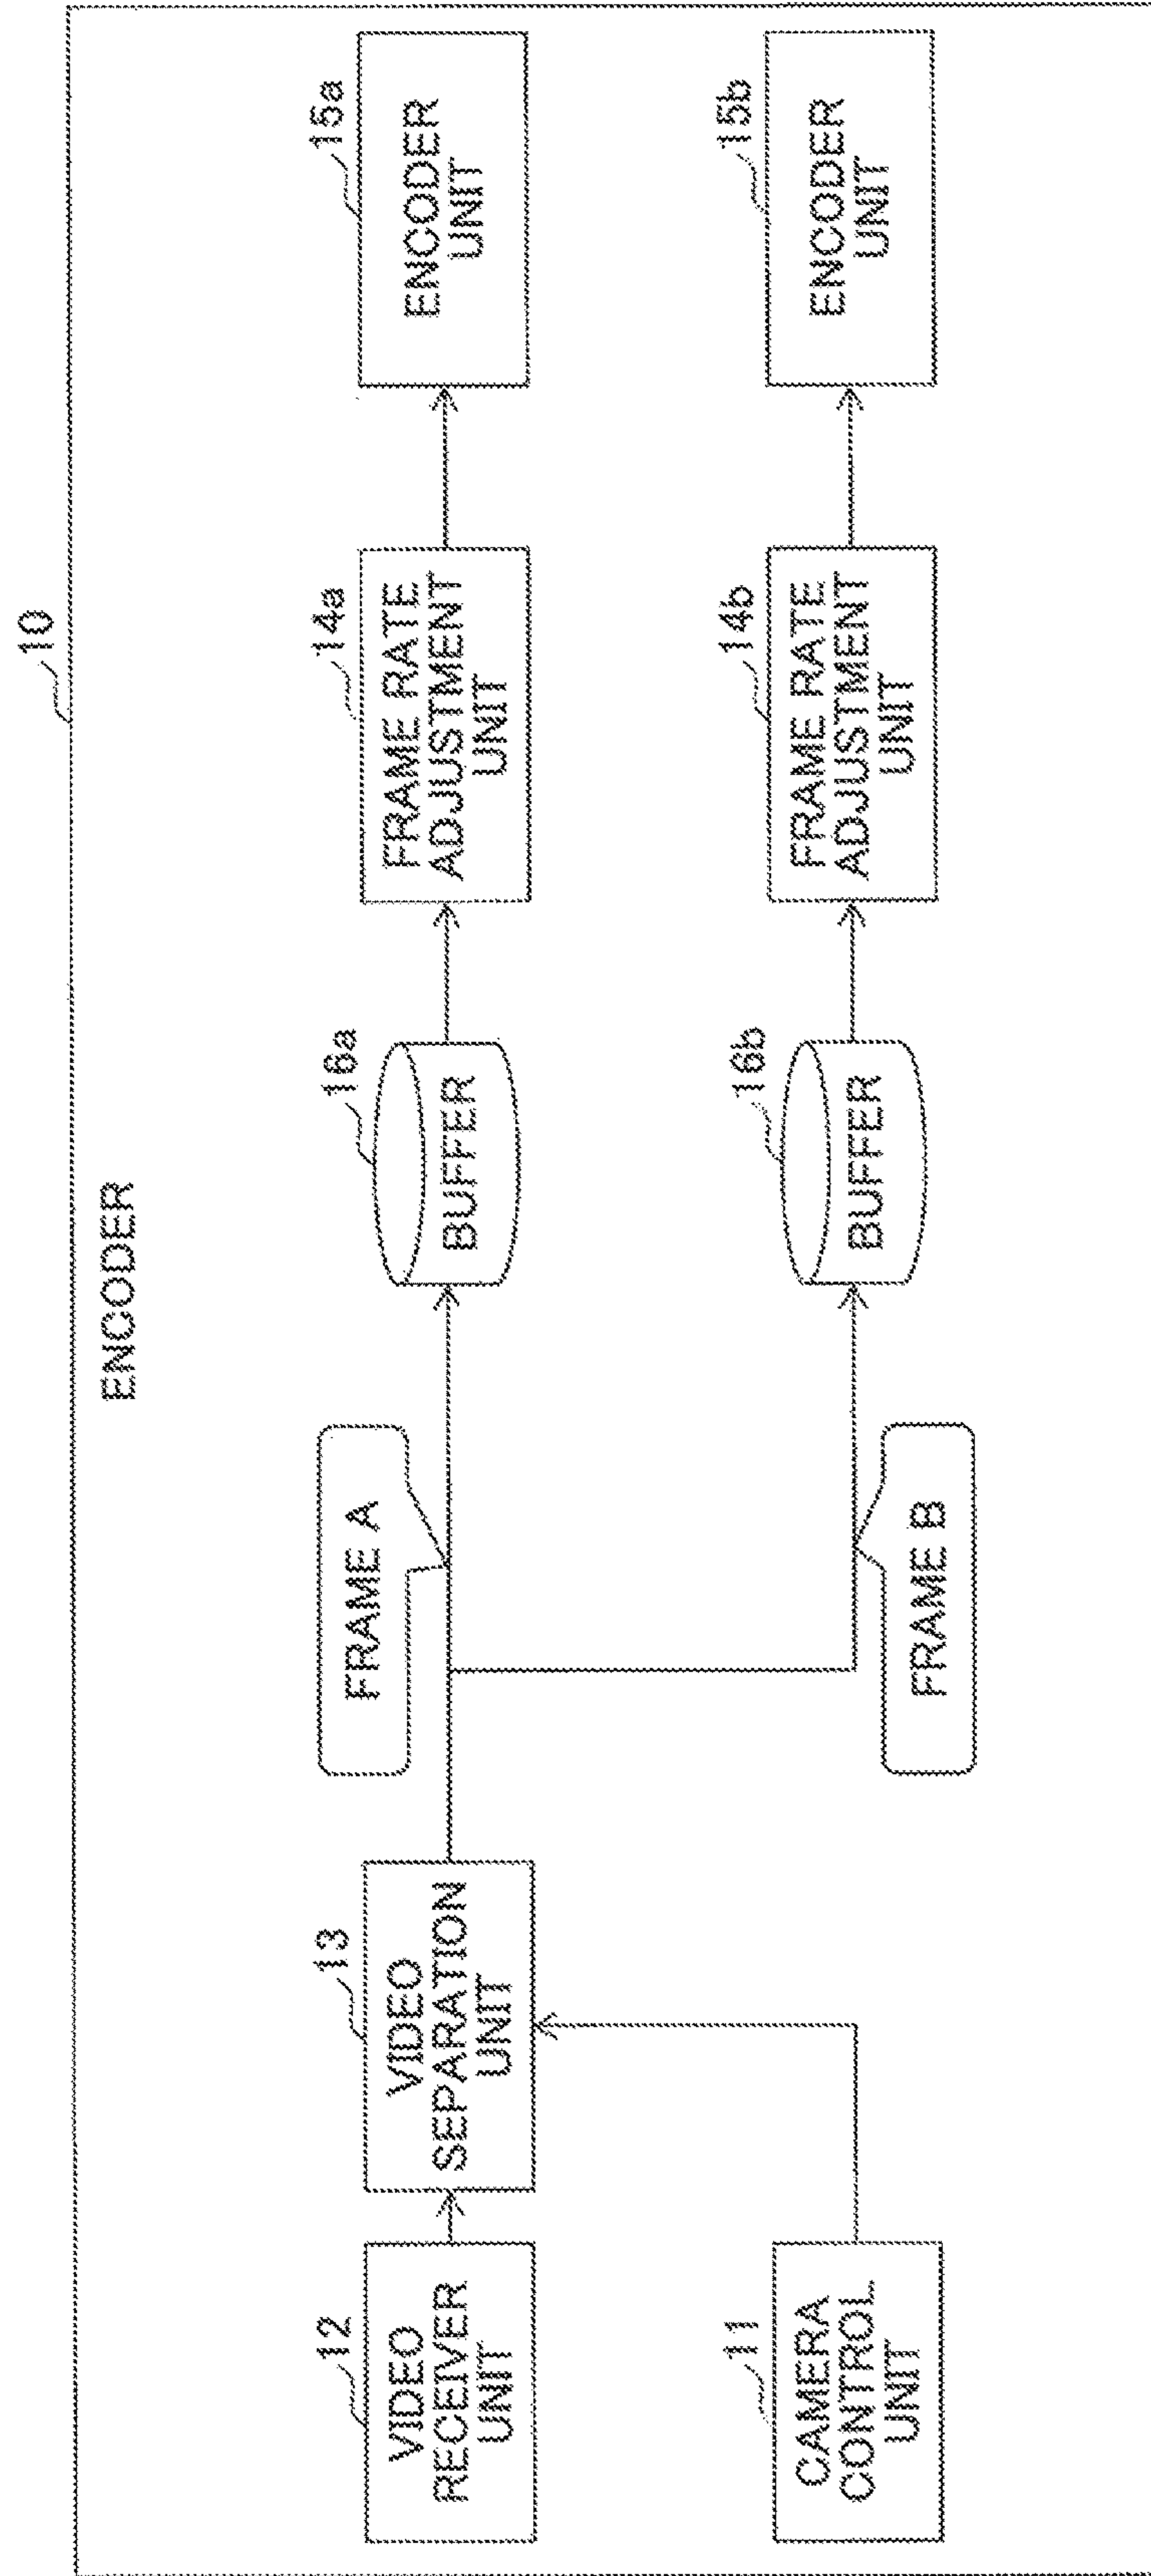 10
ENCODER
12
VIDEO
RECEIVER
UNIT
13
VIDEO
SEPARATION
UNIT
FRAME A
16a
BUFFER
14a
FRAME RATE
ADJUSTMENT
UNIT
15a
ENCODER
UNIT
11
CAMERA
CONTROL
UNIT
FRAME B
16b
BUFFER
14b
FRAME RATE
ADJUSTMENT
UNIT
15b
ENCODER
UNIT